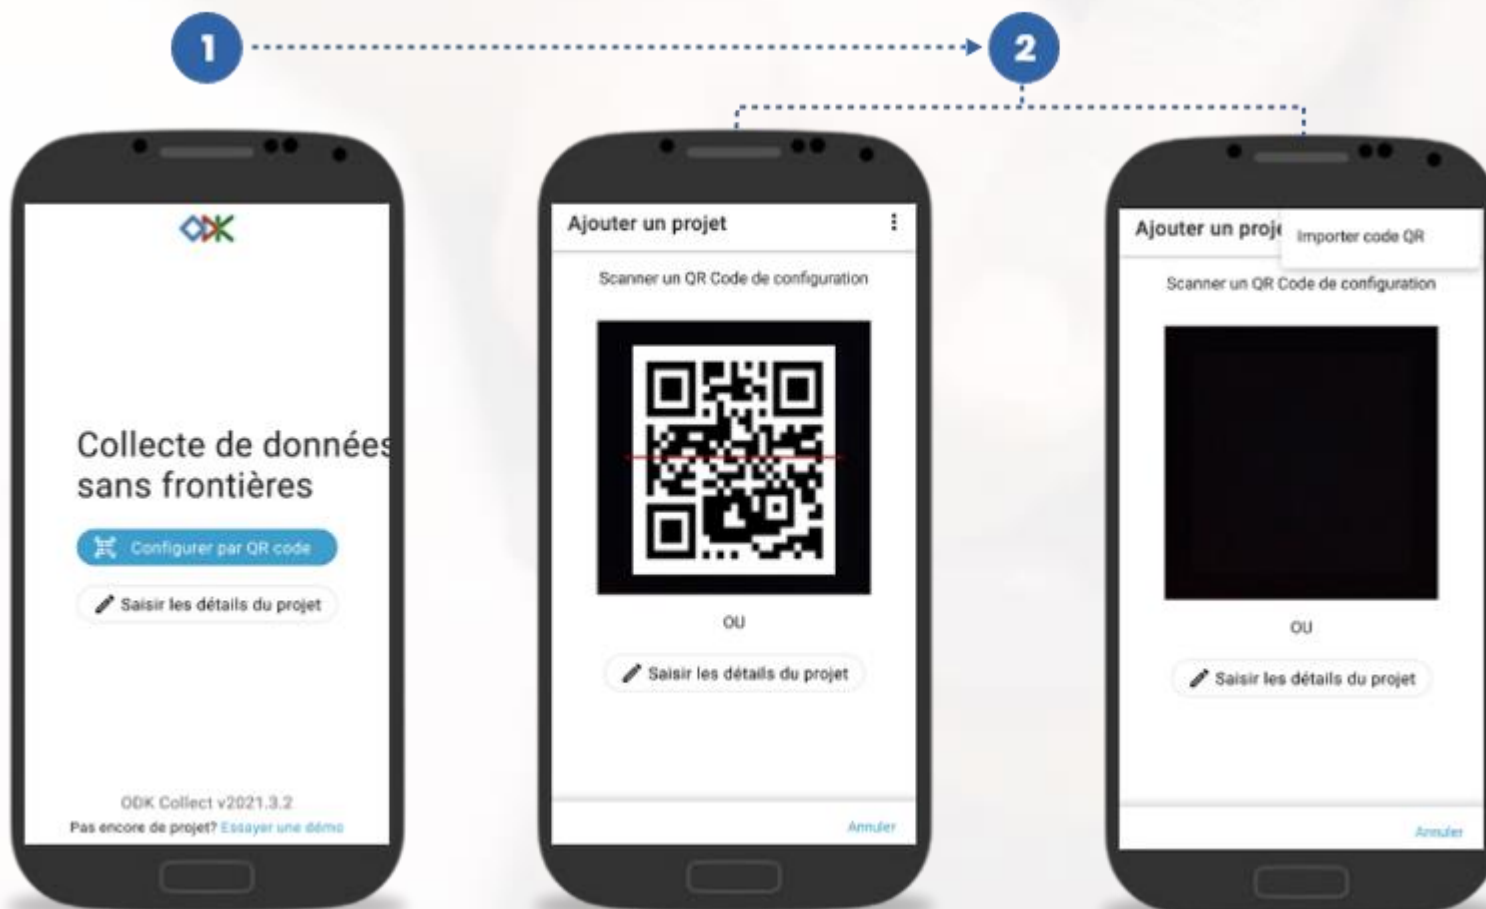 1
2
ODK
Collecte de données
sans frontières
Configurer par QR code
Saisir les détails du projet
ODK Collect v2021.3.2
Pas encore de projet? Essayer une démo
Ajouter un projet
Scanner un QR Code de configuration
OU
Saisir les détails du projet
Annuler
Ajouter un proje
Importer code QR
Scanner un QR Code de configuration
OU
Saisir les détails du projet
Annuler